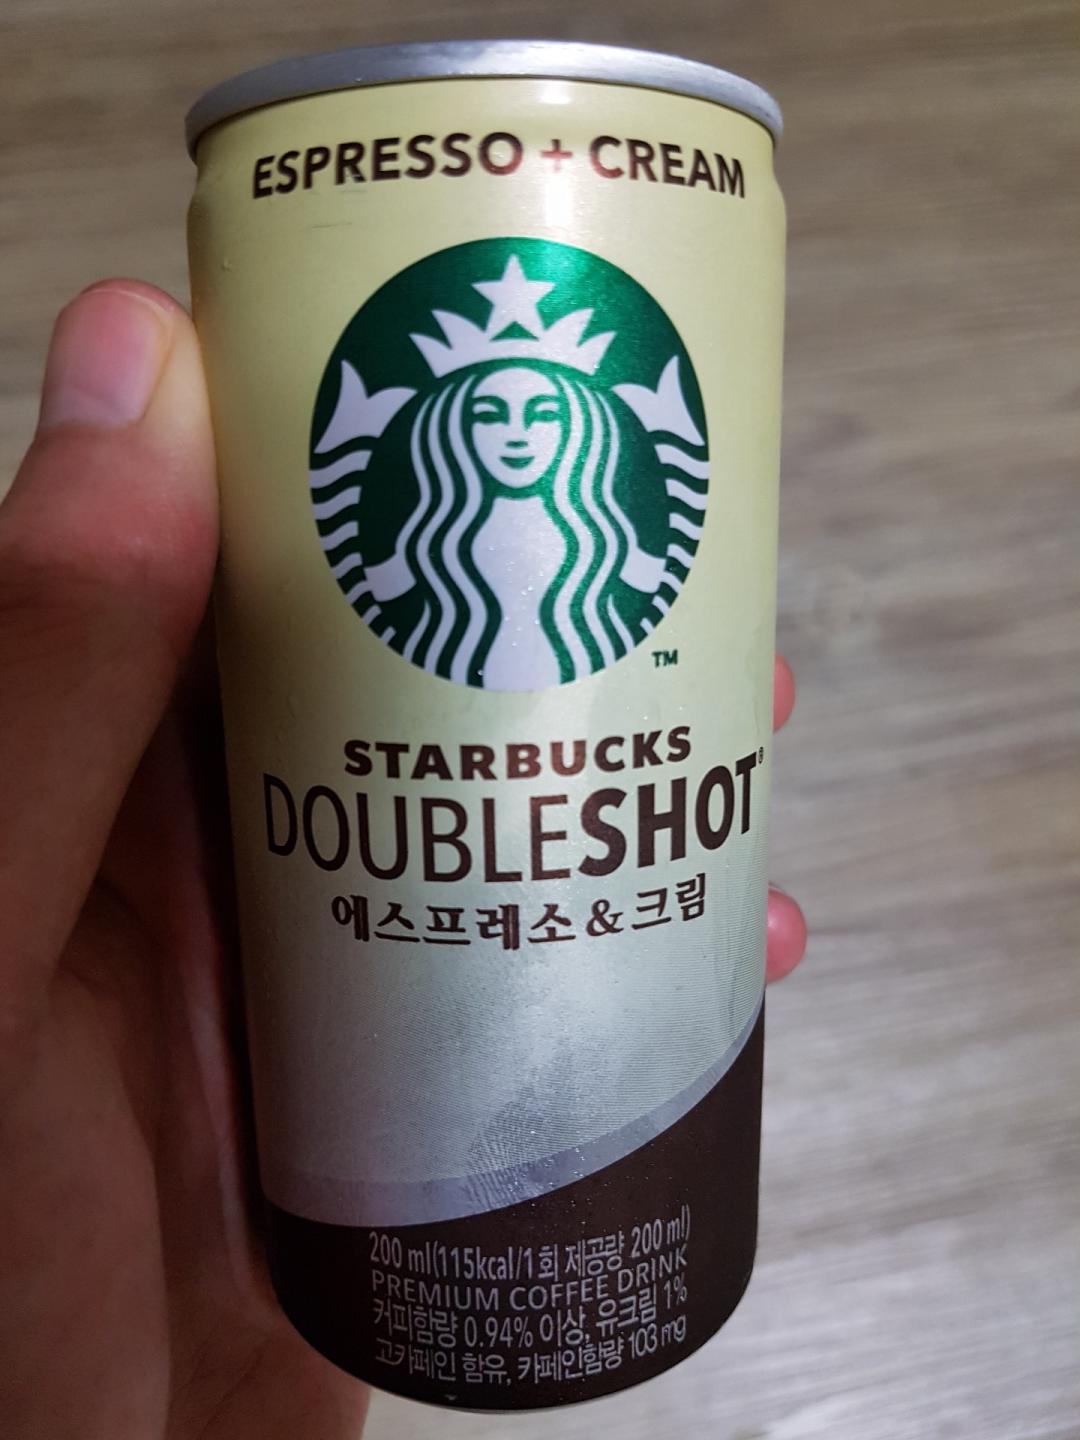 ESPRESSO + CREAM
TM
STARBUCKS
DOUBLESHOT®
에스프레소&크림
200 ml(115kcal/1회 제공량 200 ml)
PREMIUM COFFEE DRINK
커피함량 0.94% 이상, 유크림 1%
고카페인 함유, 카페인함량 103 mg